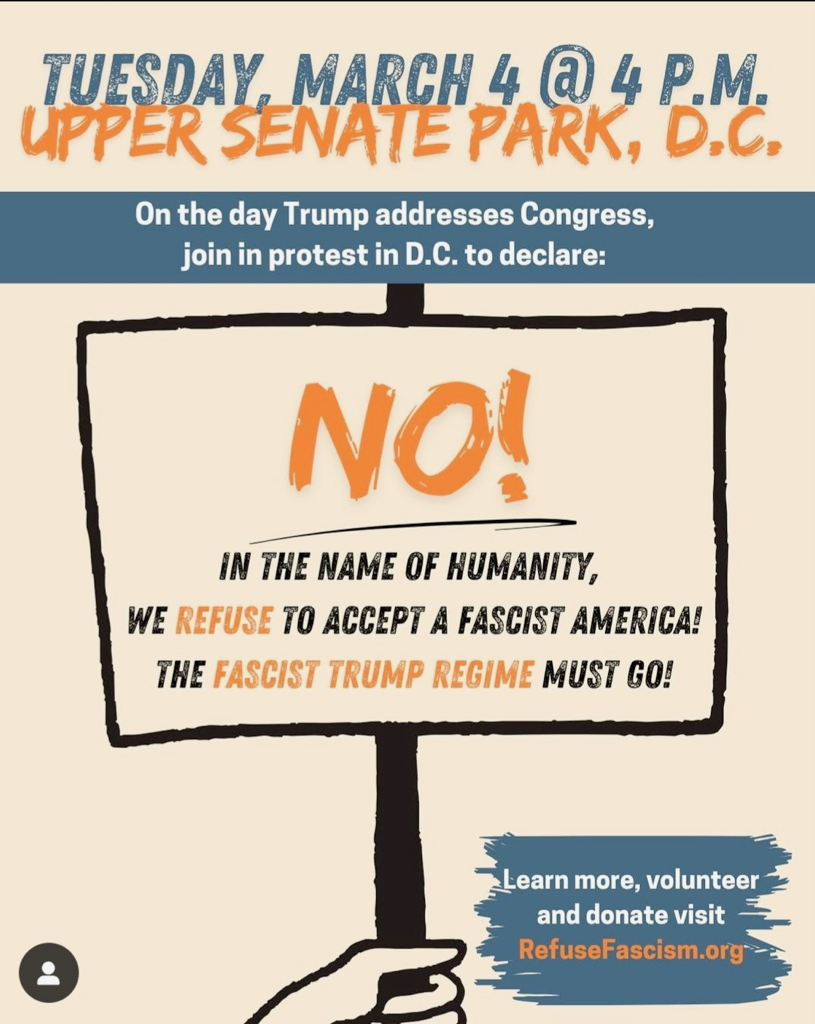 TUESDAY, MARCH 4 @ 4 P.M.
UPPER SENATE PARK, D.C.
On the day Trump addresses Congress,
join in protest in D.C. to declare:
NO!
IN THE NAME OF HUMANITY,
WE REFUSE TO ACCEPT A FASCIST AMERICA!
THE FASCIST TRUMP REGIME MUST GO!
Learn more, volunteer
and donate visit
RefuseFascism.org